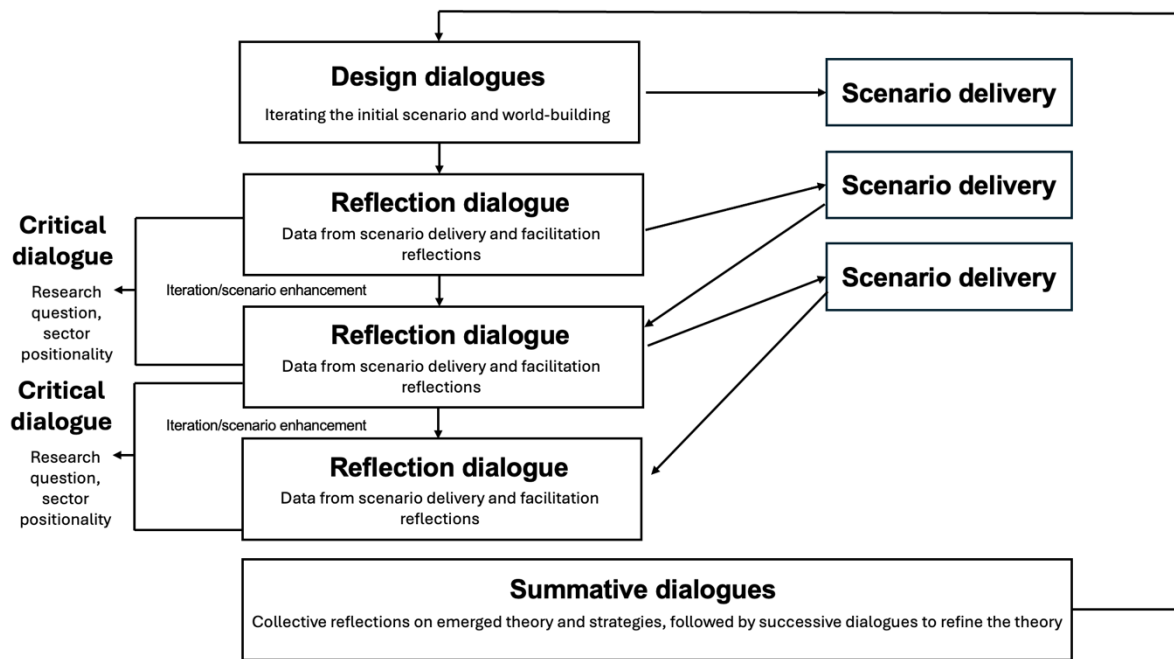 Design dialogues
Iterating the initial scenario and world-building
Scenario delivery
Reflection dialogue
Data from scenario delivery and facilitation
reflections
Scenario delivery
Critical
dialogue
Research
question,
sector
positionality
Iteration/scenario enhancement
Scenario delivery
Reflection dialogue
Data from scenario delivery and facilitation
reflections
Critical
dialogue
Research
question,
sector
positionality
Iteration/scenario enhancement
Reflection dialogue
Data from scenario delivery and facilitation
reflections
Summative dialogues
Collective reflections on emerged theory and strategies, followed by successive dialogues to refine the theory